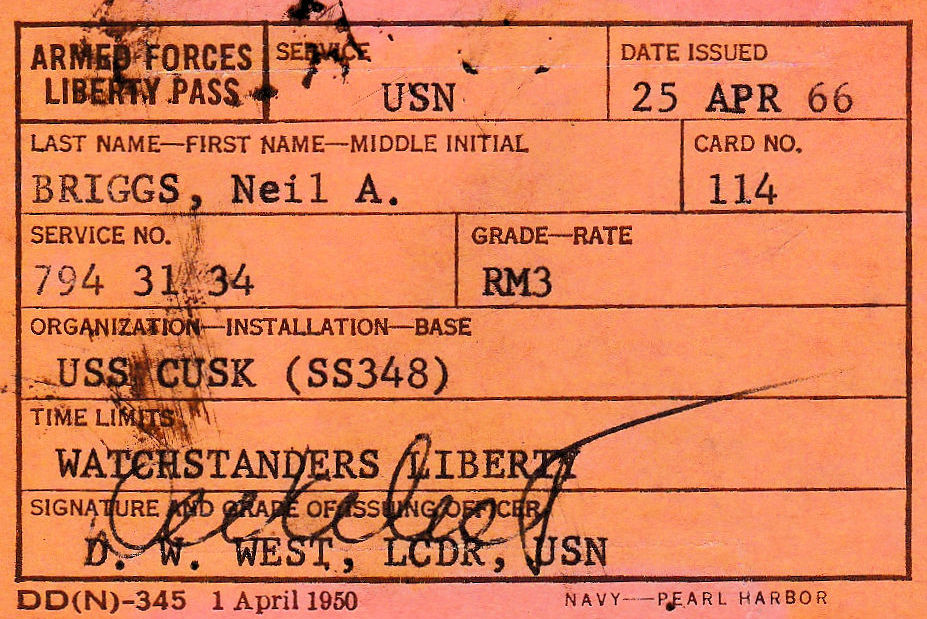 ARMED FORCES LIBERTY PASS
SERVICE
USN
DATE ISSUED
25 APR 66
LAST NAME—FIRST NAME—MIDDLE INITIAL
BRIGGS, Neil A.
CARD NO.
114
SERVICE NO.
794 31 34
GRADE—RATE
RM3
ORGANIZATION—INSTALLATION—BASE
USS CUSK (SS348)
TIME LIMITS
WATCHSTANDERS LIBERTY
SIGNATURE AND GRADE OF ISSUING OFFICER
D. W. WEST, LCDR, USN
DD(N)-345 1 April 1950
NAVY—PEARL HARBOR